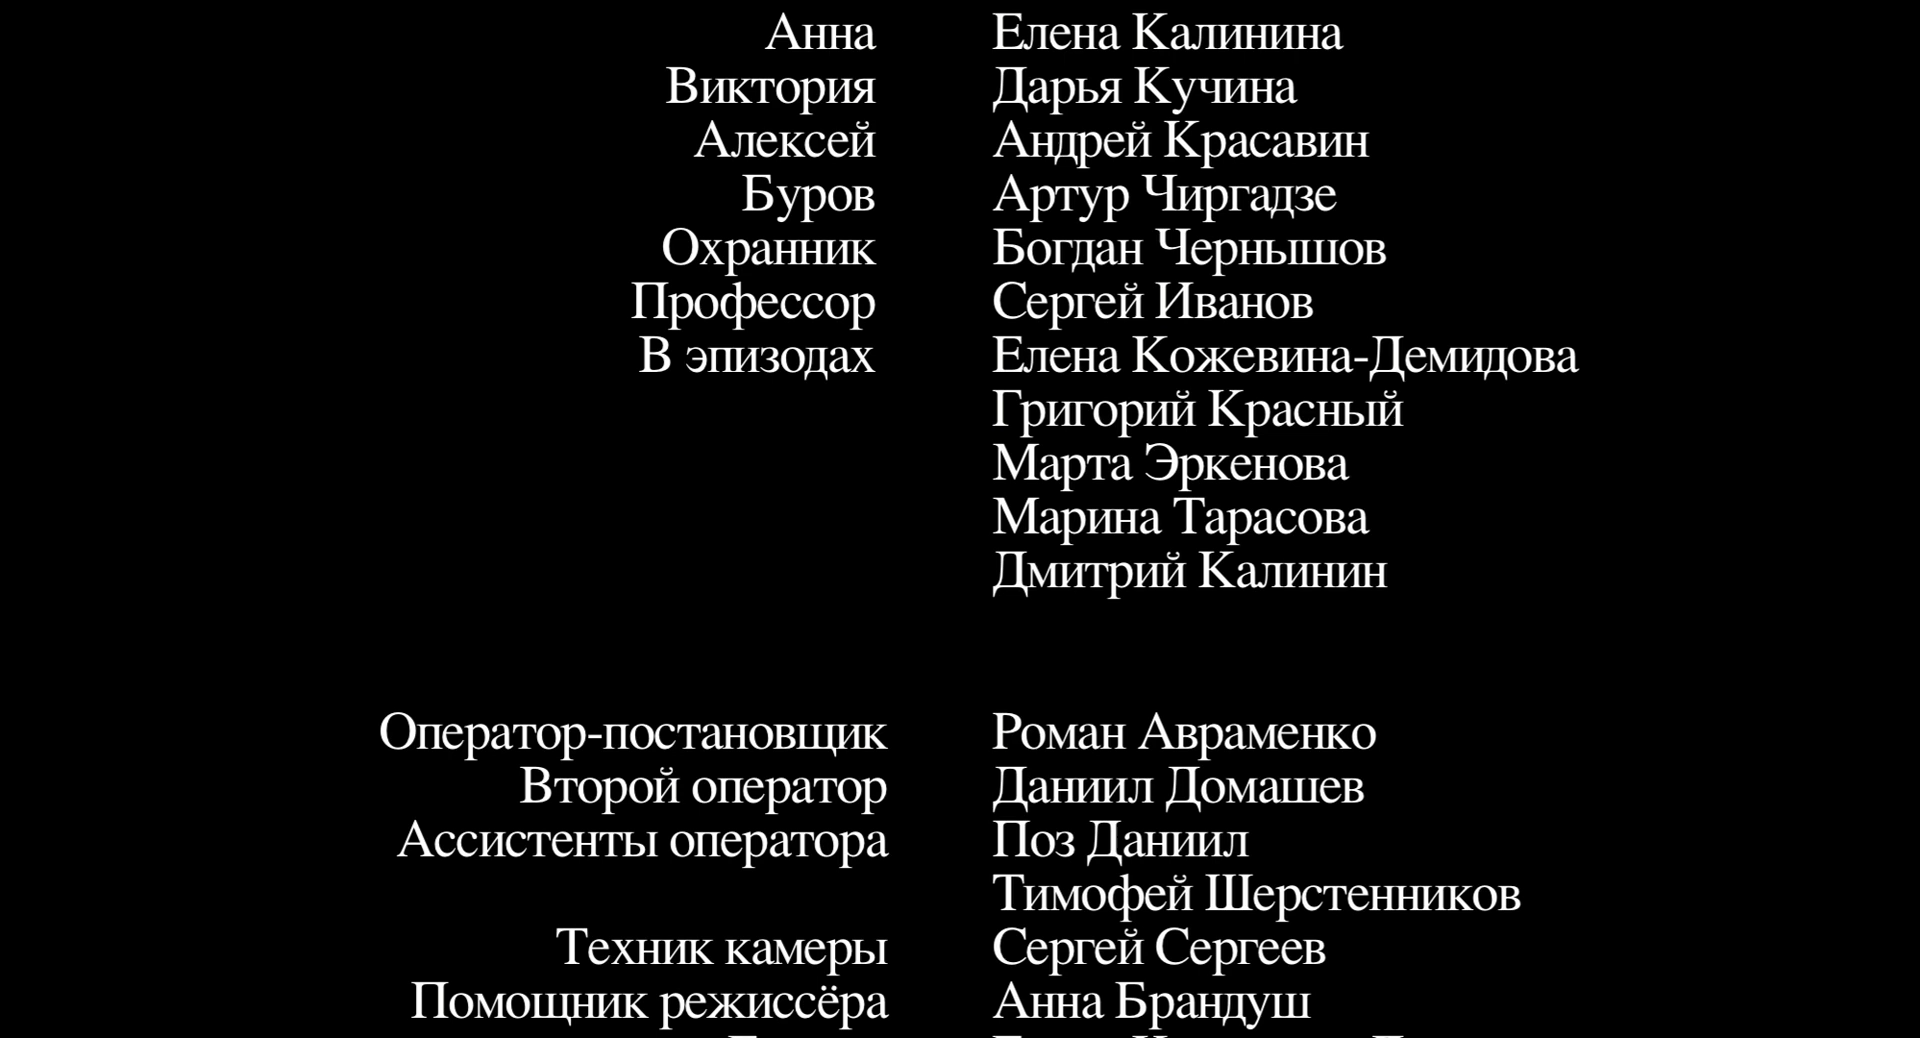 Анна Елена Калинина
Виктория Дарья Кучина
Алексей Андрей Красавин
Буров Артур Чиргадзе
Охранник Богдан Чернышов
Профессор Сергей Иванов
В эпизодах Елена Кожевина-Демидова
Григорий Красный
Марта Эркенова
Марина Тарасова
Дмитрий Калинин
Оператор-постановщик Роман Авраменко
Второй оператор Даниил Домашев
Ассистенты оператора Поз Даниил
Тимофей Шерстенников
Техник камеры Сергей Сергеев
Помощник режиссёра Анна Брандуш